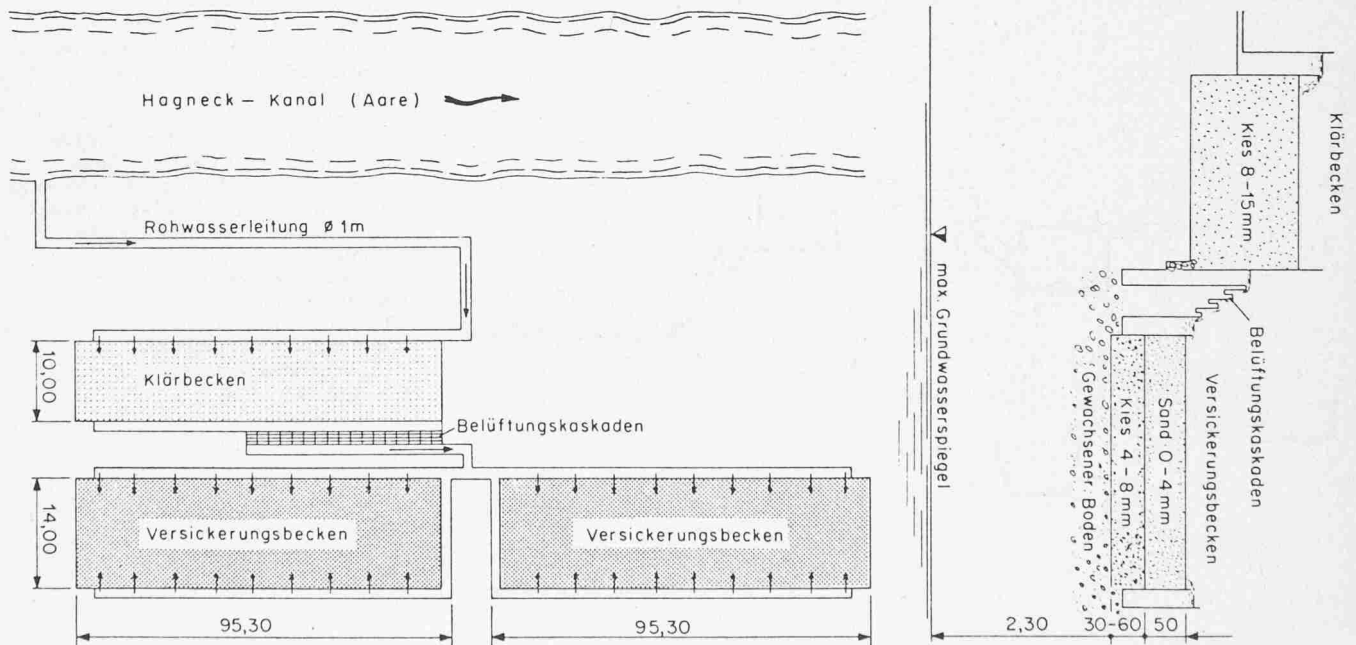 Hagneck – Kanal (Aare)
Rohwasserleitung Ø 1m
10,00
Klärbecken
Belüftungskaskaden
14,00
Versickerungsbecken
Versickerungsbecken
95,30
95,30
max. Grundwasserspiegel
Gewachsener Boden
Kies 4–8mm
Sand 0–4mm
Versickerungsbecken
Belüftungskaskaden
Kies 8–15mm
Klärbecken
2,30
30-60
50